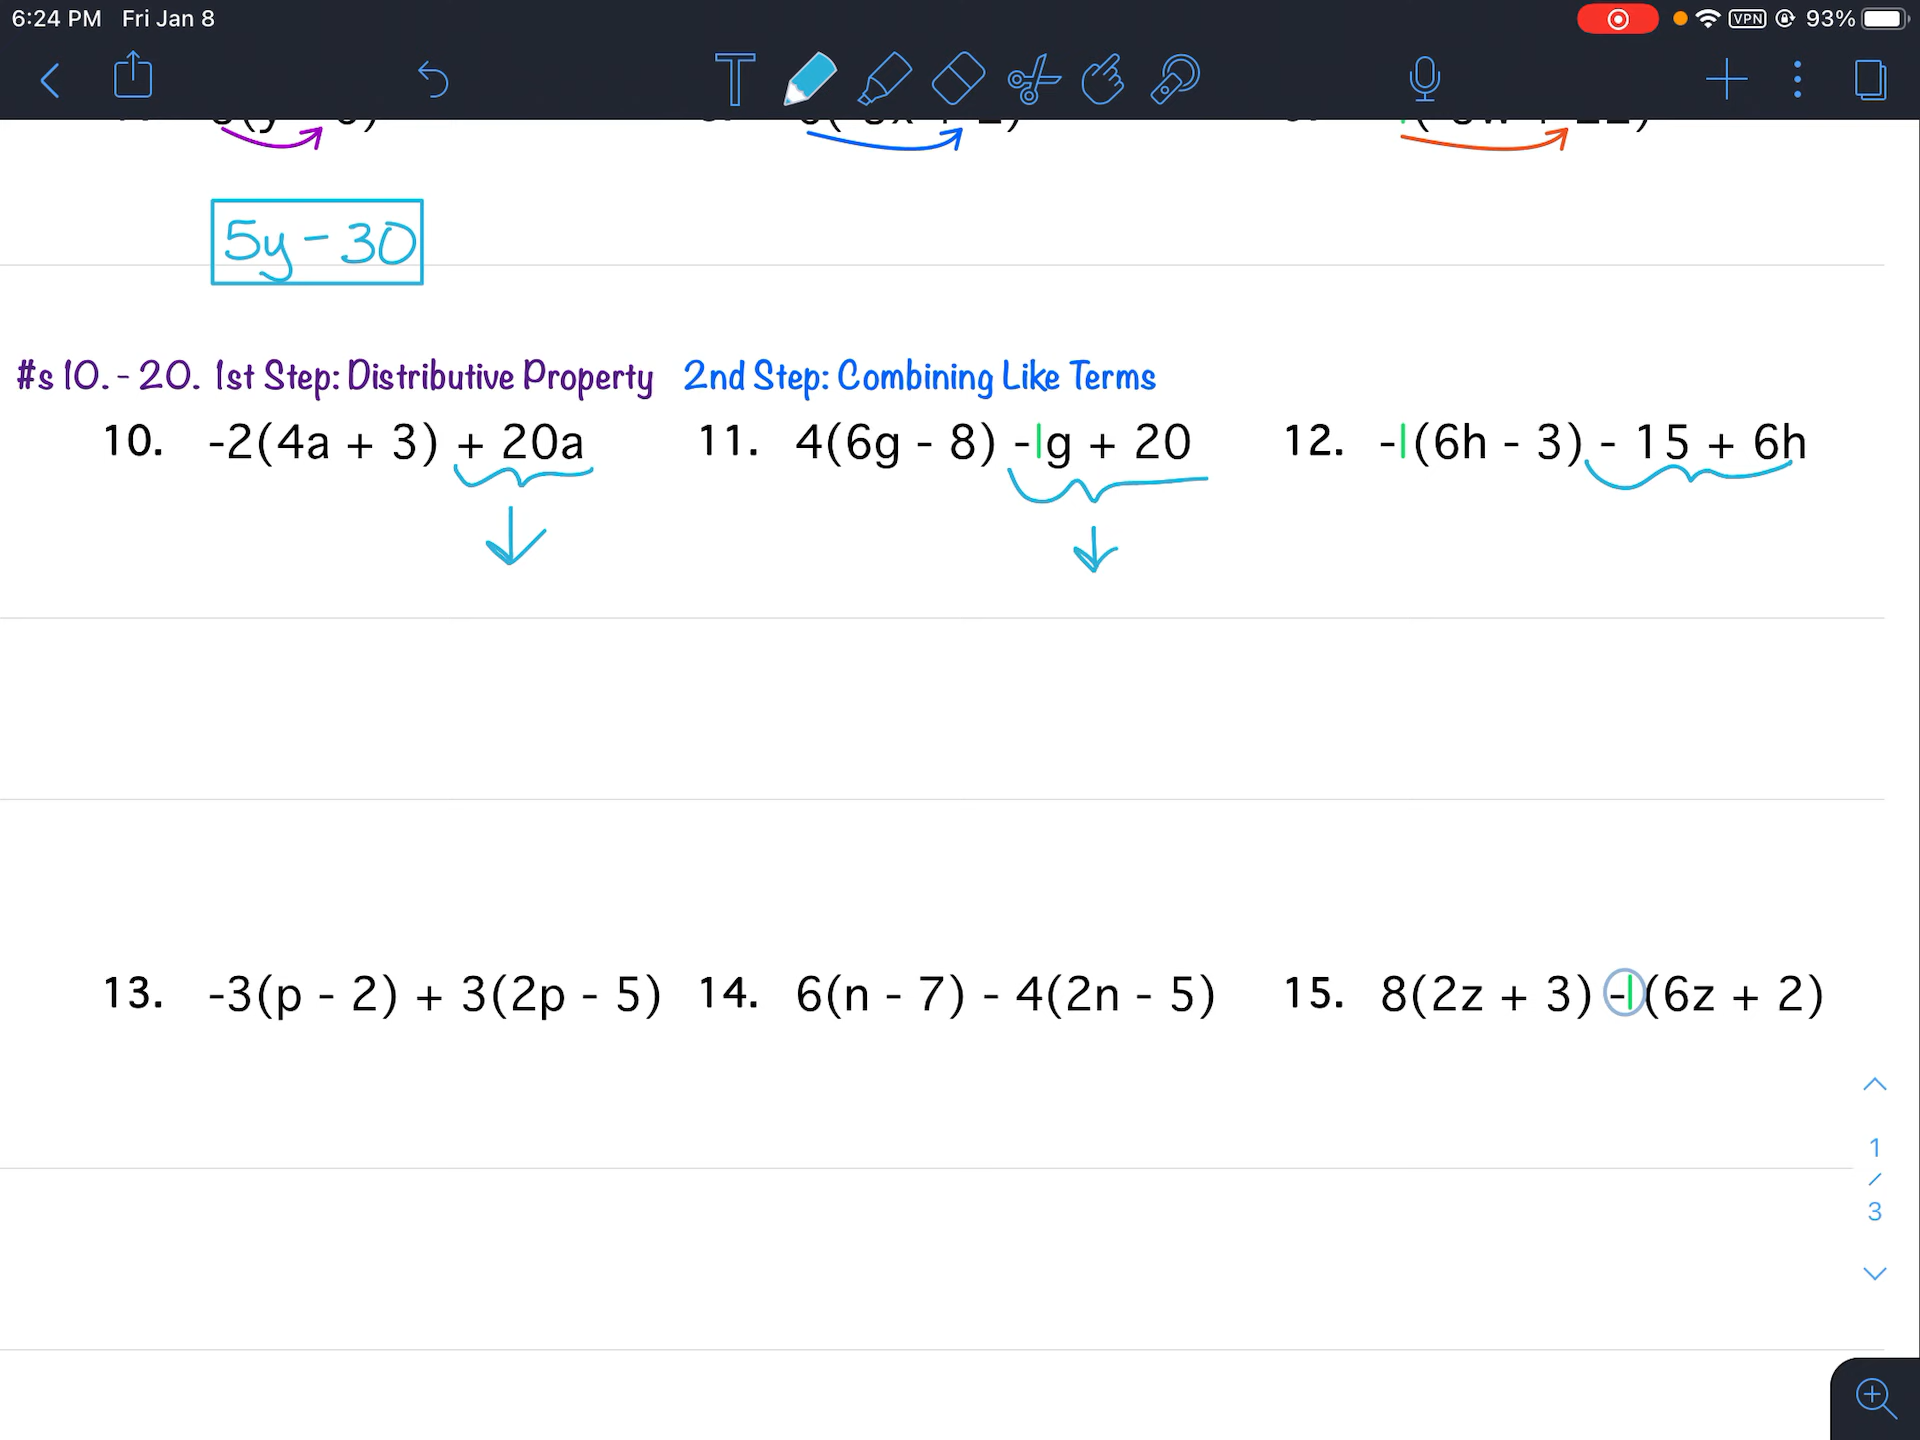 6:24 PM Fri Jan 8
VPN 93%
5y - 30
#s 10. - 20. 1st Step: Distributive Property 2nd Step: Combining Like Terms
10. -2(4a + 3) + 20a 11. 4(6g - 8) -1g + 20 12. -1(6h - 3) - 15 + 6h
13. -3(p - 2) + 3(2p - 5) 14. 6(n - 7) - 4(2n - 5) 15. 8(2z + 3) -1(6z + 2)
1
/
3